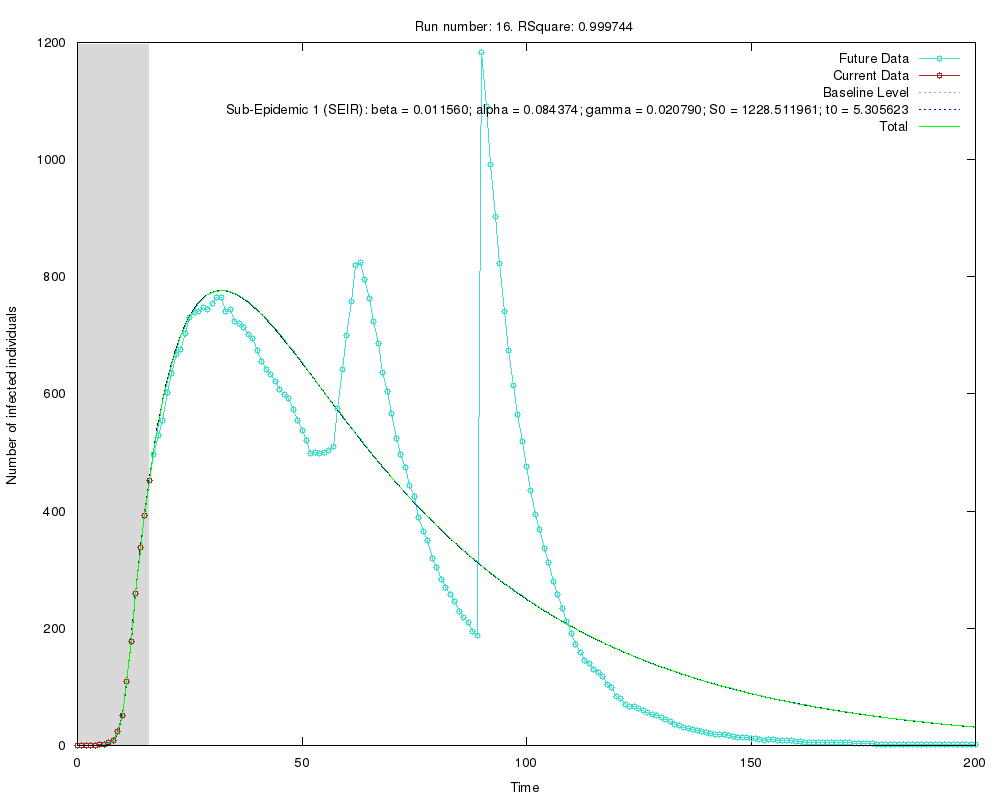 Run number: 16. RSquare: 0.999744
1200
1000
800
600
400
200
0
Number of infected individuals
Future Data
Current Data
Baseline Level
Sub-Epidemic 1 (SEIR): beta = 0.011560; alpha = 0.084374; gamma = 0.020790; S0 = 1228.511961; t0 = 5.305623
Total
0 50 100 150 200
Time